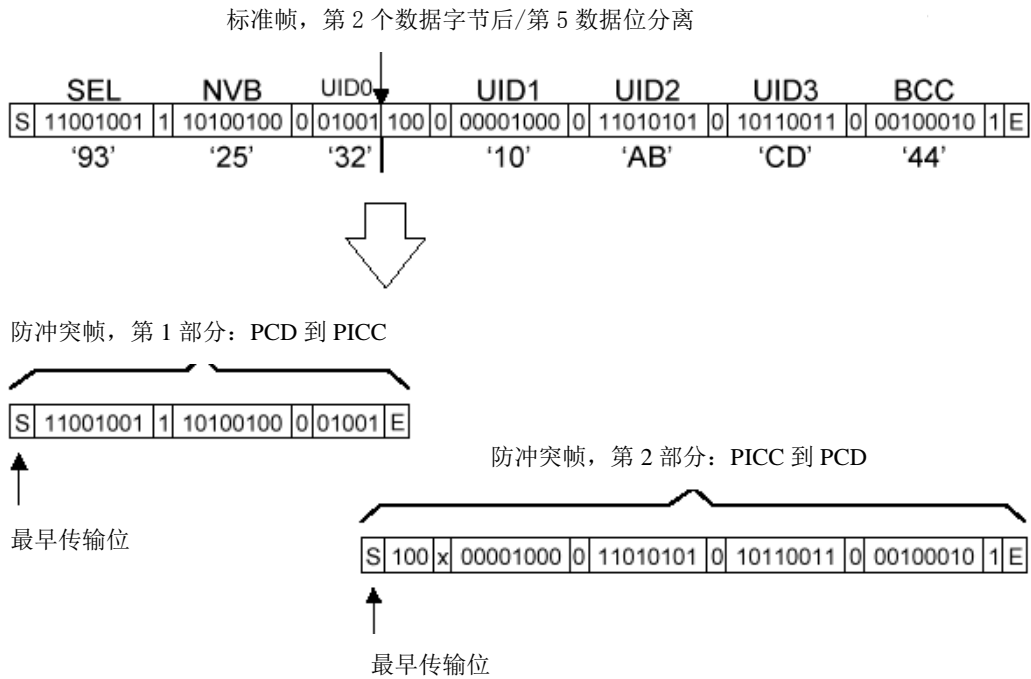 标准帧，第 2 个数据字节后/第 5 数据位分离
SEL NVB UID0 UID1 UID2 UID3 BCC
S 11001001 1 10100100 0 01001 100 0 00001000 0 11010101 0 10110011 0 00100010 1 E
‘93’ ‘25’ ‘32’ ‘10’ ‘AB’ ‘CD’ ‘44’
防冲突帧，第 1 部分：PCD 到 PICC
S 11001001 1 10100100 0 01001 E
最早传输位
防冲突帧，第 2 部分：PICC 到 PCD
S 100 x 00001000 0 11010101 0 10110011 0 00100010 1 E
最早传输位